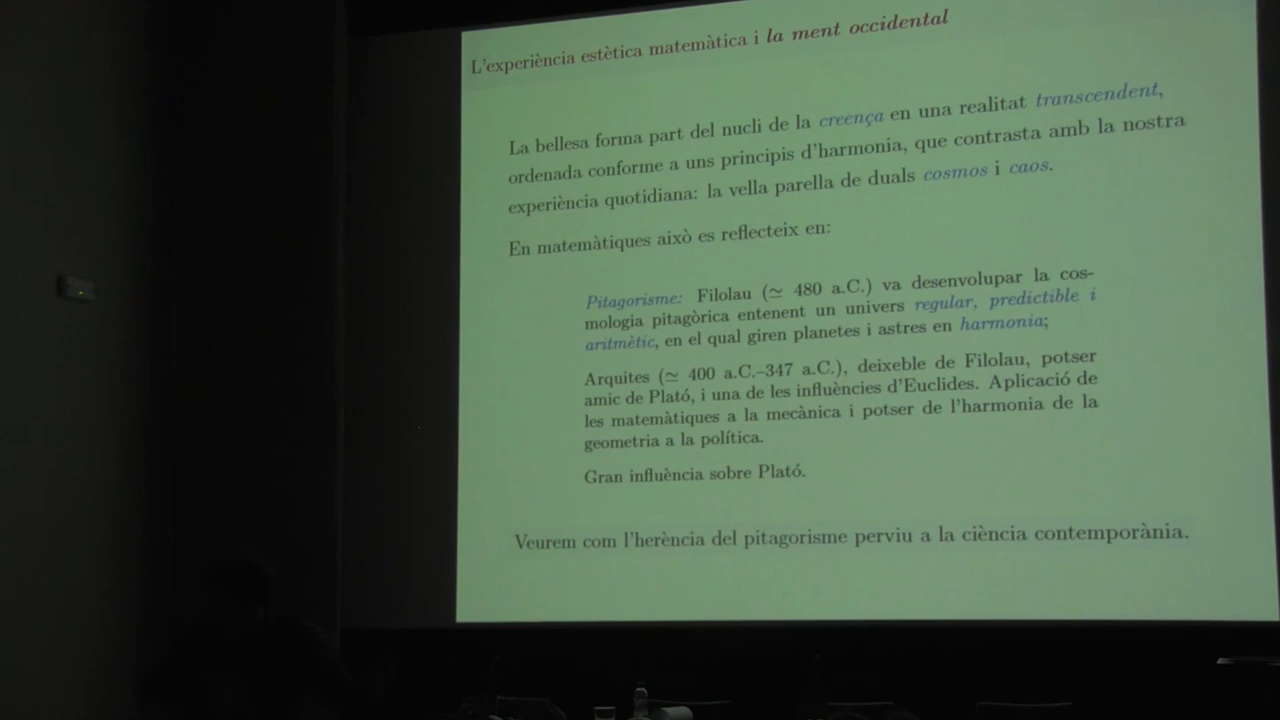 L'experiència estètica matemàtica i la ment occidental
La bellesa forma part del nucli de la creença en una realitat transcendent,
ordenada conforme a uns principis d'harmonia, que contrasta amb la nostra
experiència quotidiana: la vella parella de duals cosmos i caos.
En matemàtiques això es reflecteix en:
Pitagorisme: Filolau (≃ 480 a.C.) va desenvolupar la cos-
mologia pitagòrica entenent un univers regular, predictible i
aritmètic, en el qual giren planetes i astres en harmonia;
Arquites (≃ 400 a.C.–347 a.C.), deixeble de Filolau, potser
amic de Plató, i una de les influències d'Euclides. Aplicació de
les matemàtiques a la mecànica i potser de l'harmonia de la
geometria a la política.
Gran influència sobre Plató.
Veurem com l'herència del pitagorisme perviu a la ciència contemporània.